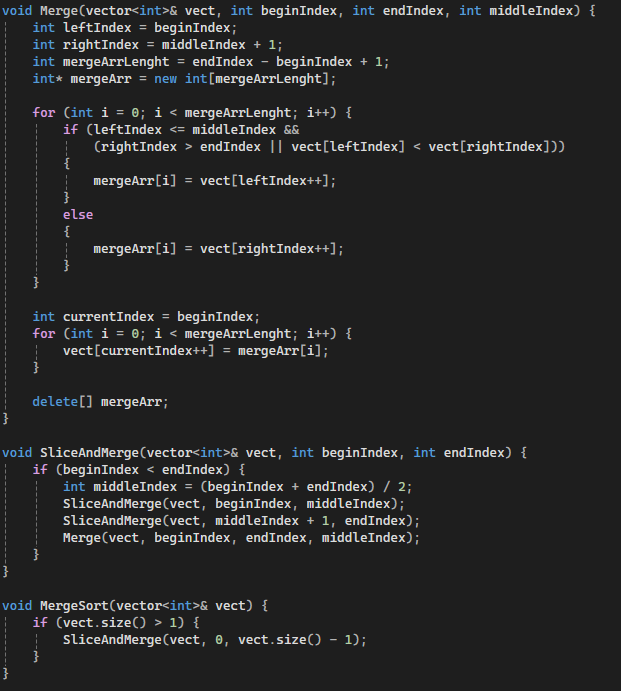 void Merge(vector<int>& vect, int beginIndex, int endIndex, int middleIndex) {
    int leftIndex = beginIndex;
    int rightIndex = middleIndex + 1;
    int mergeArrLenght = endIndex - beginIndex + 1;
    int* mergeArr = new int[mergeArrLenght];

    for (int i = 0; i < mergeArrLenght; i++) {
        if (leftIndex <= middleIndex &&
            (rightIndex > endIndex || vect[leftIndex] < vect[rightIndex]))
        {
            mergeArr[i] = vect[leftIndex++];
        }
        else
        {
            mergeArr[i] = vect[rightIndex++];
        }
    }

    int currentIndex = beginIndex;
    for (int i = 0; i < mergeArrLenght; i++) {
        vect[currentIndex++] = mergeArr[i];
    }

    delete[] mergeArr;
}

void SliceAndMerge(vector<int>& vect, int beginIndex, int endIndex) {
    if (beginIndex < endIndex) {
        int middleIndex = (beginIndex + endIndex) / 2;
        SliceAndMerge(vect, beginIndex, middleIndex);
        SliceAndMerge(vect, middleIndex + 1, endIndex);
        Merge(vect, beginIndex, endIndex, middleIndex);
    }
}

void MergeSort(vector<int>& vect) {
    if (vect.size() > 1) {
        SliceAndMerge(vect, 0, vect.size() - 1);
    }
}